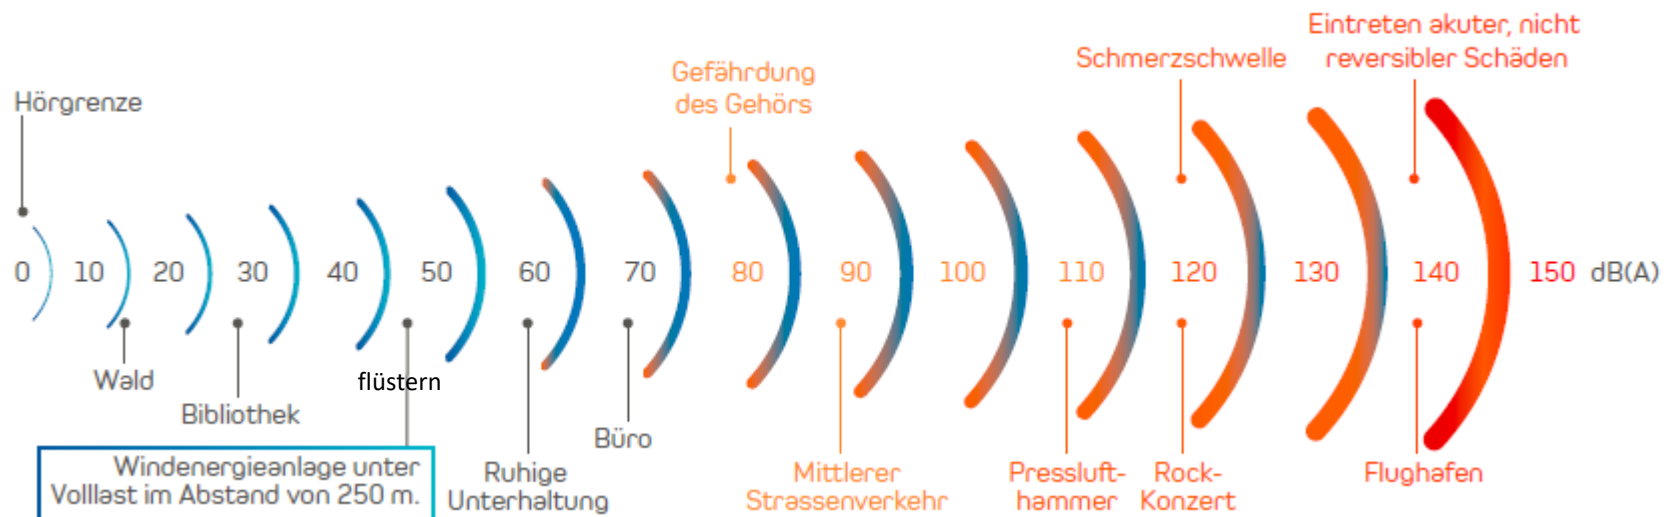 Eintreten akuter, nicht
reversibler Schäden
Schmerzschwelle
Gefährdung
des Gehörs
Hörgrenze
0 10 20 30 40 50 60 70 80 90 100 110 120 130 140 150 dB(A)
Wald
flüstern
Bibliothek
Büro
Windenergieanlage unter
Volllast im Abstand von 250 m.
Ruhige
Unterhaltung
Mittlerer
Strassenverkehr
Pressluft-
hammer
Rock-
Konzert
Flughafen